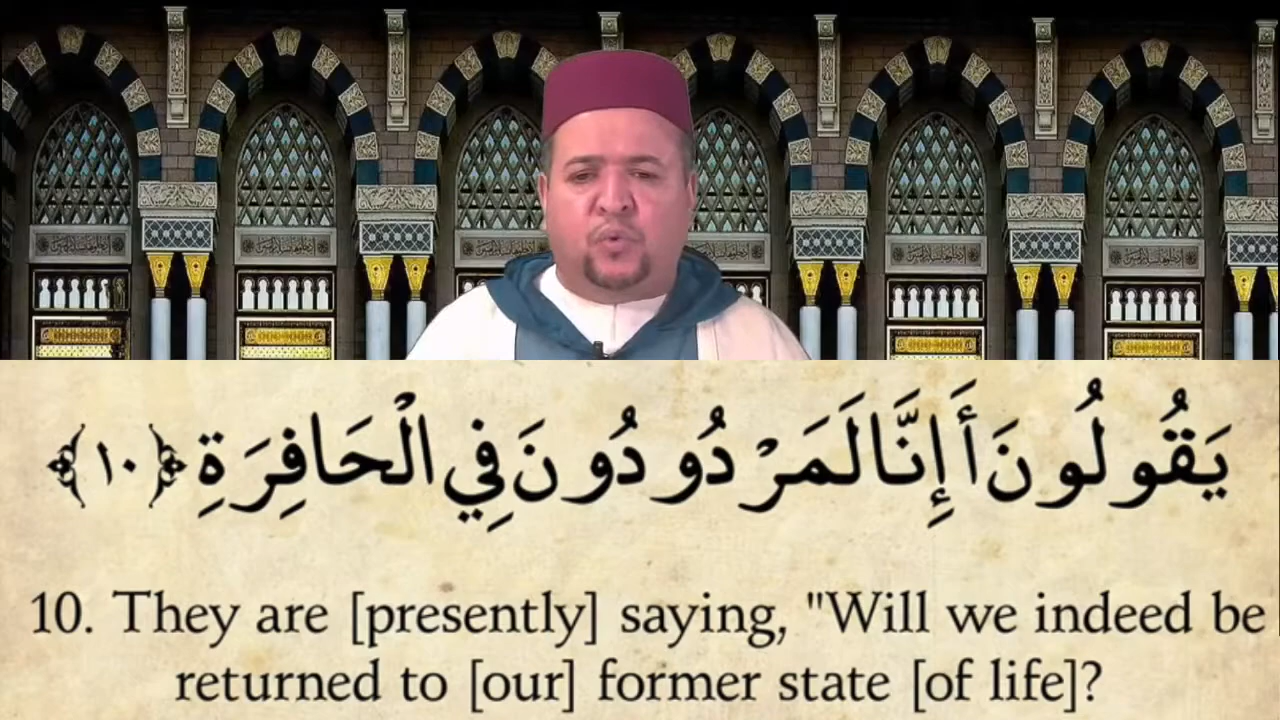 يَقُولُونَ أَإِنَّا لَمَرْدُودُونَ فِي الْحَافِرَةِ ﴿١٠﴾
10. They are [presently] saying, "Will we indeed be
returned to [our] former state [of life]?